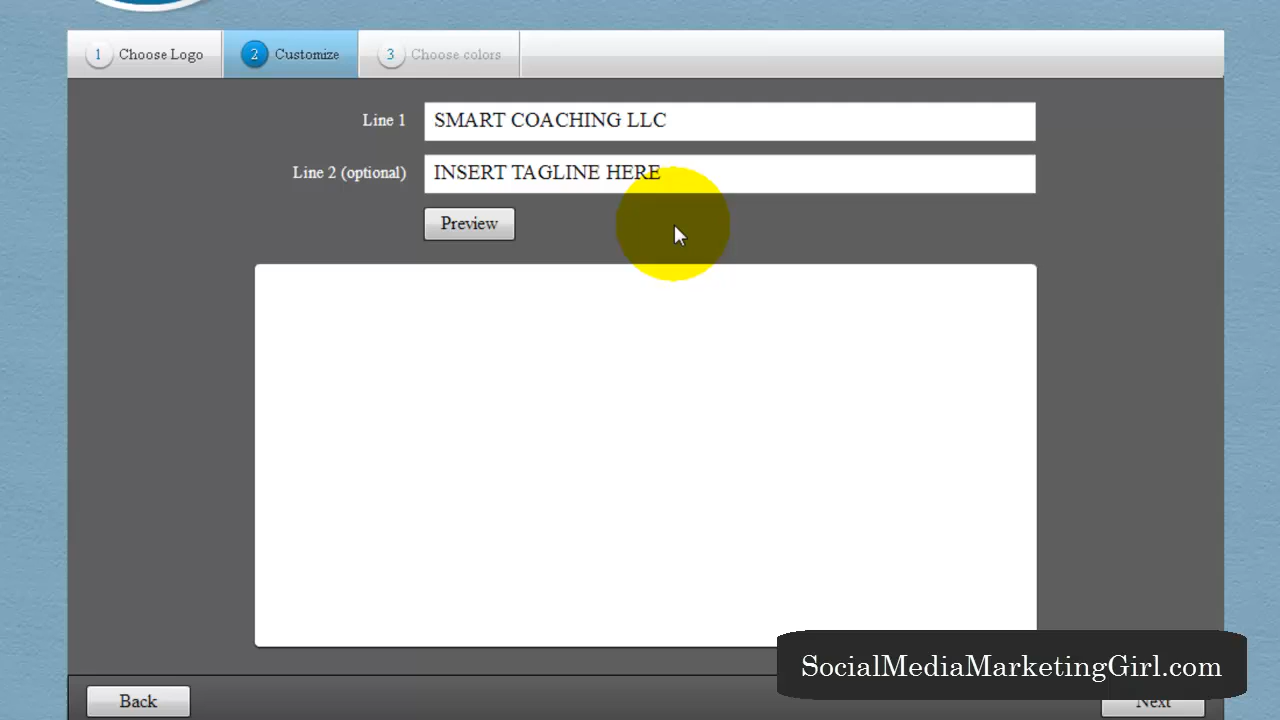 1 Choose Logo 2 Customize 3 Choose colors
Line 1 SMART COACHING LLC
Line 2 (optional) INSERT TAGLINE HERE
Preview
SocialMediaMarketingGirl.com
Back Next